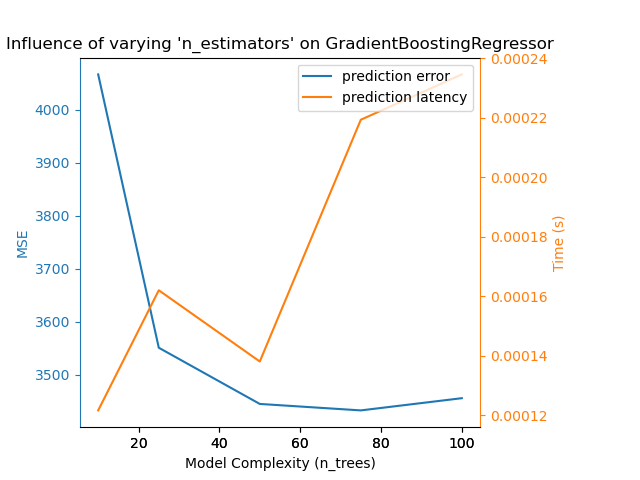 Influence of varying 'n_estimators' on GradientBoostingRegressor
prediction error
prediction latency
MSE
4000
3900
3800
3700
3600
3500
0.00024
0.00022
0.00020
0.00018
0.00016
0.00014
0.00012
Time (s)
20 40 60 80 100
Model Complexity (n_trees)